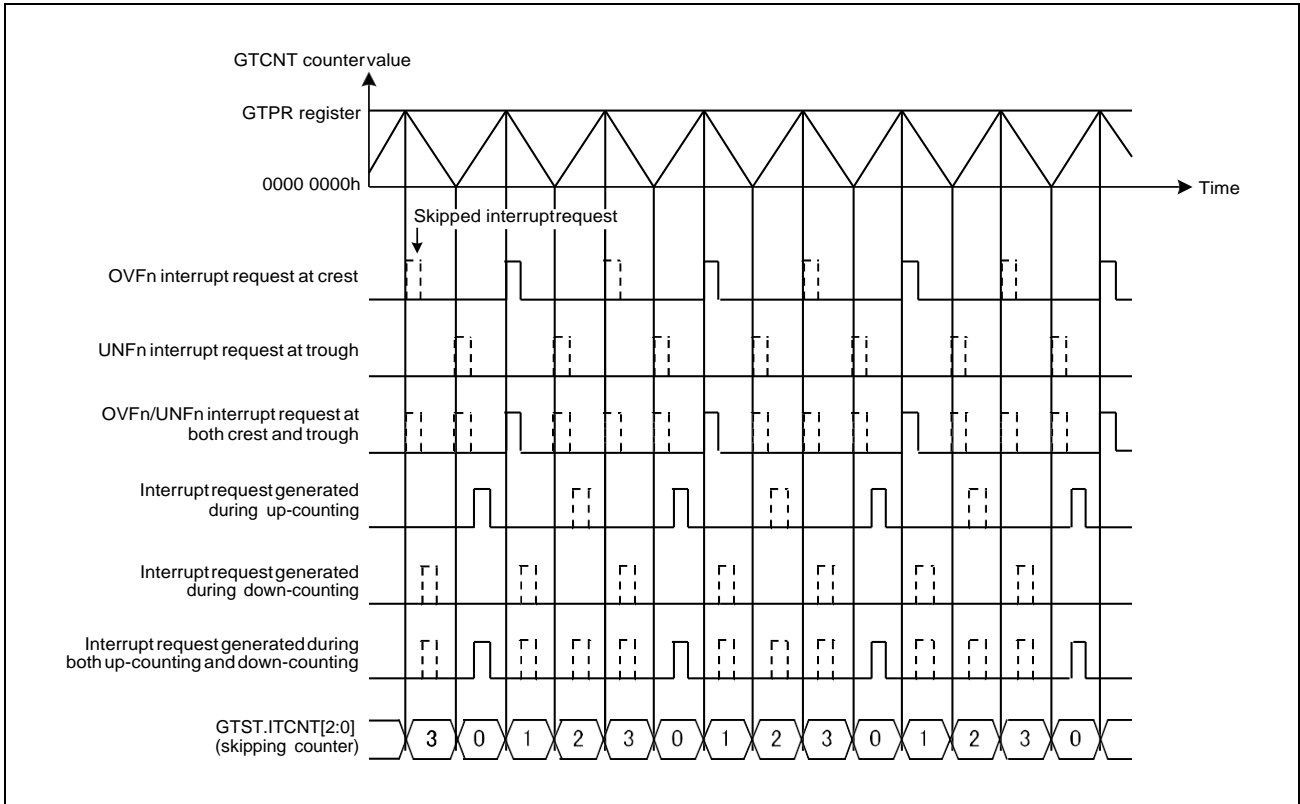 GTCNT counter value
GTPR register
0000 0000h
Time
Skipped interrupt request
OVFn interrupt request at crest
UNFn interrupt request at trough
OVFn/UNFn interrupt request at
both crest and trough
Interrupt request generated
during up-counting
Interrupt request generated
during down-counting
Interrupt request generated during
both up-counting and down-counting
GTST.ITCNT[2:0]
(skipping counter)
3 0 1 2 3 0 1 2 3 0 1 2 3 0